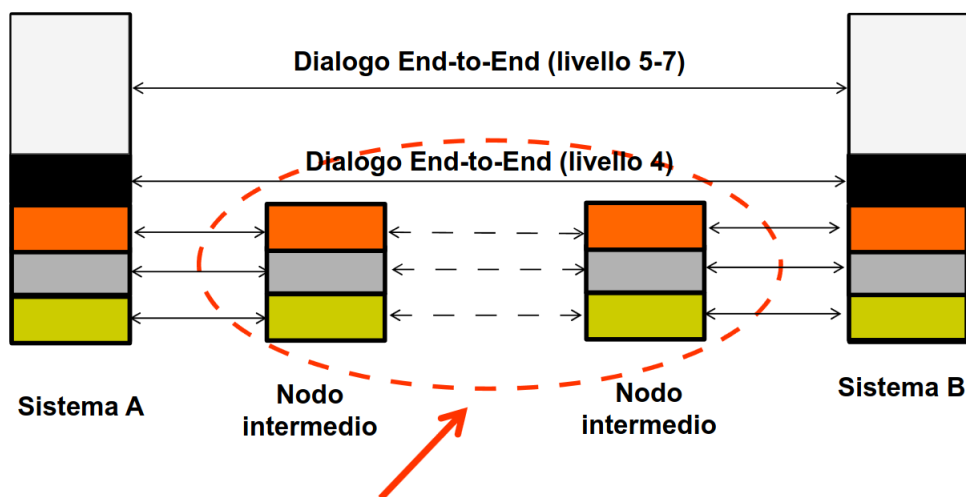 Dialogo End-to-End (livello 5-7)
Dialogo End-to-End (livello 4)
Sistema A
Nodo
intermedio
Nodo
intermedio
Sistema B